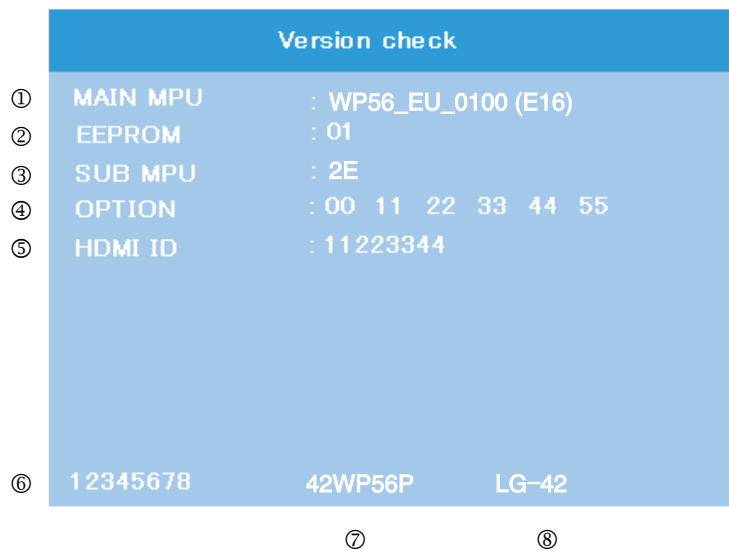 Version check
① MAIN MPU : WP56_EU_0100 (E16)
② EEPROM : 01
③ SUB MPU : 2E
④ OPTION : 00 11 22 33 44 55
⑤ HDMI ID : 11223344
⑥ 12345678 42WP56P LG-42
⑦ ⑧